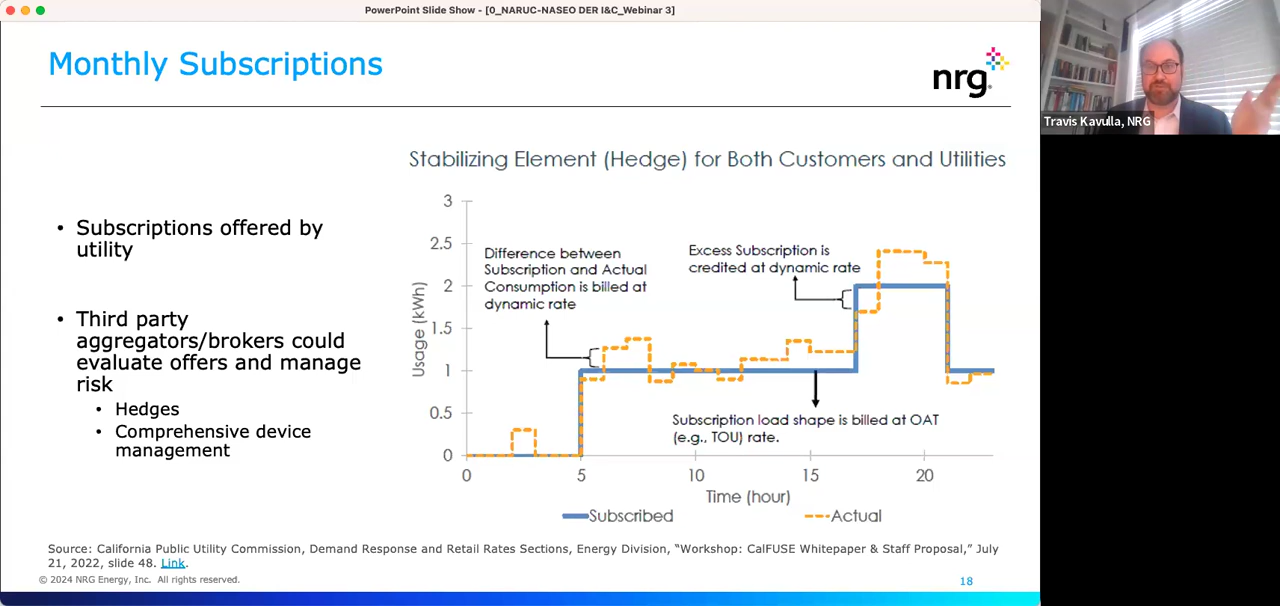 PowerPoint Slide Show - [0_NARUC-NASEO DER I&C_Webinar 3]
Monthly Subscriptions
nrg
Travis Kavulla, NRG
Stabilizing Element (Hedge) for Both Customers and Utilities
• Subscriptions offered by
utility
• Third party
aggregators/brokers could
evaluate offers and manage
risk
• Hedges
• Comprehensive device
management
3
2.5
2
1.5
1
0.5
0
Usage (kWh)
Difference between
Subscription and Actual
Consumption is billed at
dynamic rate
Excess Subscription is
credited at dynamic rate
Subscription load shape is billed at OAT
(e.g., TOU) rate.
0 5 10 15 20
Time (hour)
Subscribed Actual
Source: California Public Utility Commission, Demand Response and Retail Rates Sections, Energy Division, “Workshop: CalFUSE Whitepaper & Staff Proposal,” July
21, 2022, slide 48. Link.
© 2024 NRG Energy, Inc. All rights reserved.
18